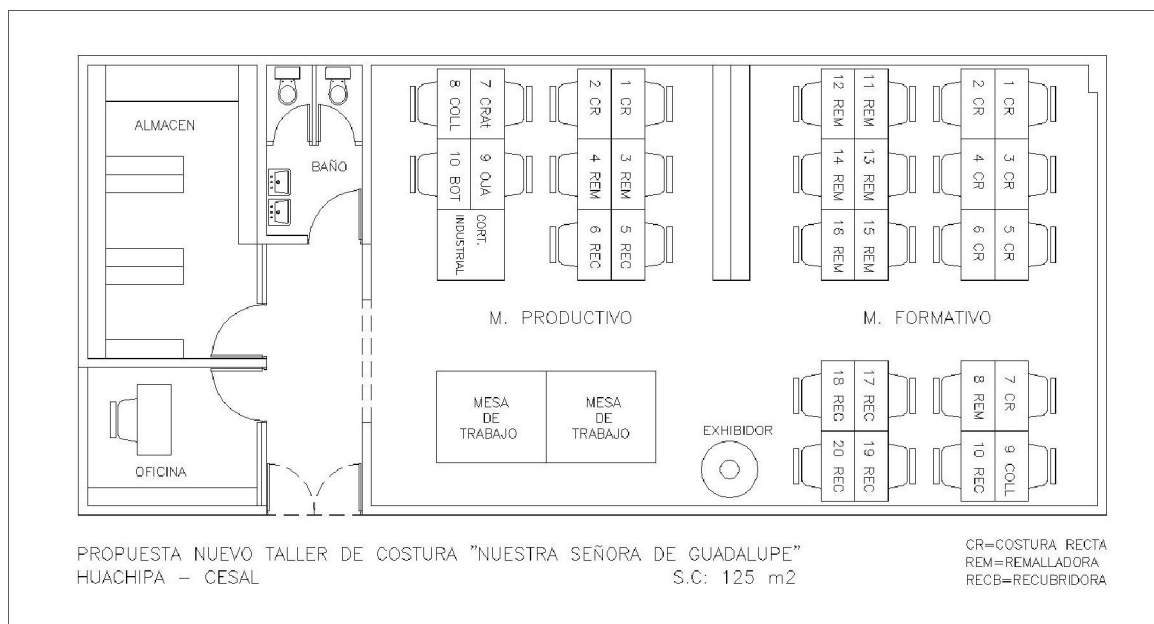 ALMACEN
BAÑO
OFICINA
8 COLL
7 CRAt
10 BOT
9 OJA
CORT.
INDUSTRIAL
2 CR
1 CR
4 REM
3 REM
6 REC
5 REC
M. PRODUCTIVO
MESA
DE
TRABAJO
MESA
DE
TRABAJO
EXHIBIDOR
12 REM
11 REM
14 REM
13 REM
16 REM
15 REM
2 CR
1 CR
4 CR
3 CR
6 CR
5 CR
M. FORMATIVO
18 REC
17 REC
20 REC
19 REC
8 REM
7 CR
10 REC
9 COLL
PROPUESTA NUEVO TALLER DE COSTURA "NUESTRA SEÑORA DE GUADALUPE"
HUACHIPA – CESAL
S.C: 125 m2
CR=COSTURA RECTA
REM=REMALLADORA
RECB=RECUBRIDORA